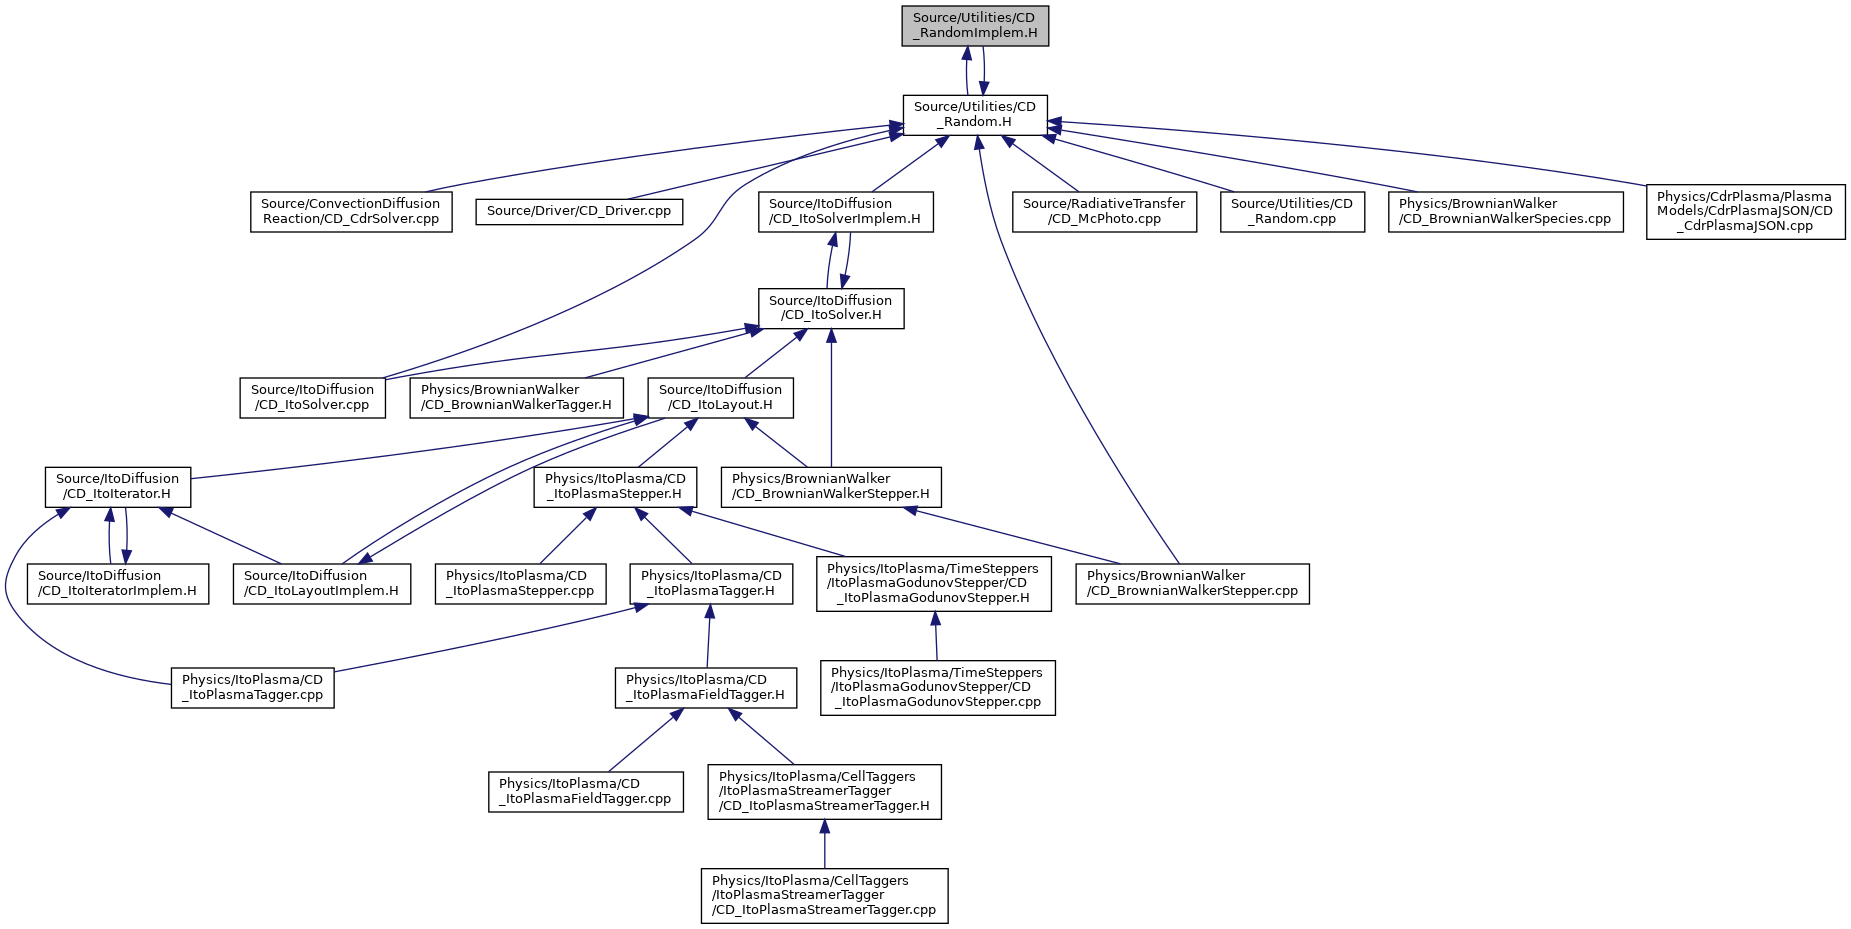 Source/Utilities/CD
_RandomImplem.H
Source/Utilities/CD
_Random.H
Source/ConvectionDiffusion
Reaction/CD_CdrSolver.cpp
Source/Driver/CD_Driver.cpp
Source/ItoDiffusion
/CD_ItoSolverImplem.H
Source/RadiativeTransfer
/CD_McPhoto.cpp
Source/Utilities/CD
_Random.cpp
Physics/BrownianWalker
/CD_BrownianWalkerSpecies.cpp
Physics/CdrPlasma/Plasma
Models/CdrPlasmaJSON/CD
_CdrPlasmaJSON.cpp
Source/ItoDiffusion
/CD_ItoSolver.H
Source/ItoDiffusion
/CD_ItoSolver.cpp
Physics/BrownianWalker
/CD_BrownianWalkerTagger.H
Source/ItoDiffusion
/CD_ItoLayout.H
Source/ItoDiffusion
/CD_ItoIterator.H
Physics/ItoPlasma/CD
_ItoPlasmaStepper.H
Physics/BrownianWalker
/CD_BrownianWalkerStepper.H
Source/ItoDiffusion
/CD_ItoIteratorImplem.H
Source/ItoDiffusion
/CD_ItoLayoutImplem.H
Physics/ItoPlasma/CD
_ItoPlasmaStepper.cpp
Physics/ItoPlasma/CD
_ItoPlasmaTagger.H
Physics/ItoPlasma/TimeSteppers
/ItoPlasmaGodunovStepper/CD
_ItoPlasmaGodunovStepper.H
Physics/BrownianWalker
/CD_BrownianWalkerStepper.cpp
Physics/ItoPlasma/CD
_ItoPlasmaTagger.cpp
Physics/ItoPlasma/CD
_ItoPlasmaFieldTagger.H
Physics/ItoPlasma/TimeSteppers
/ItoPlasmaGodunovStepper/CD
_ItoPlasmaGodunovStepper.cpp
Physics/ItoPlasma/CD
_ItoPlasmaFieldTagger.cpp
Physics/ItoPlasma/CellTaggers
/ItoPlasmaStreamerTagger
/CD_ItoPlasmaStreamerTagger.H
Physics/ItoPlasma/CellTaggers
/ItoPlasmaStreamerTagger
/CD_ItoPlasmaStreamerTagger.cpp